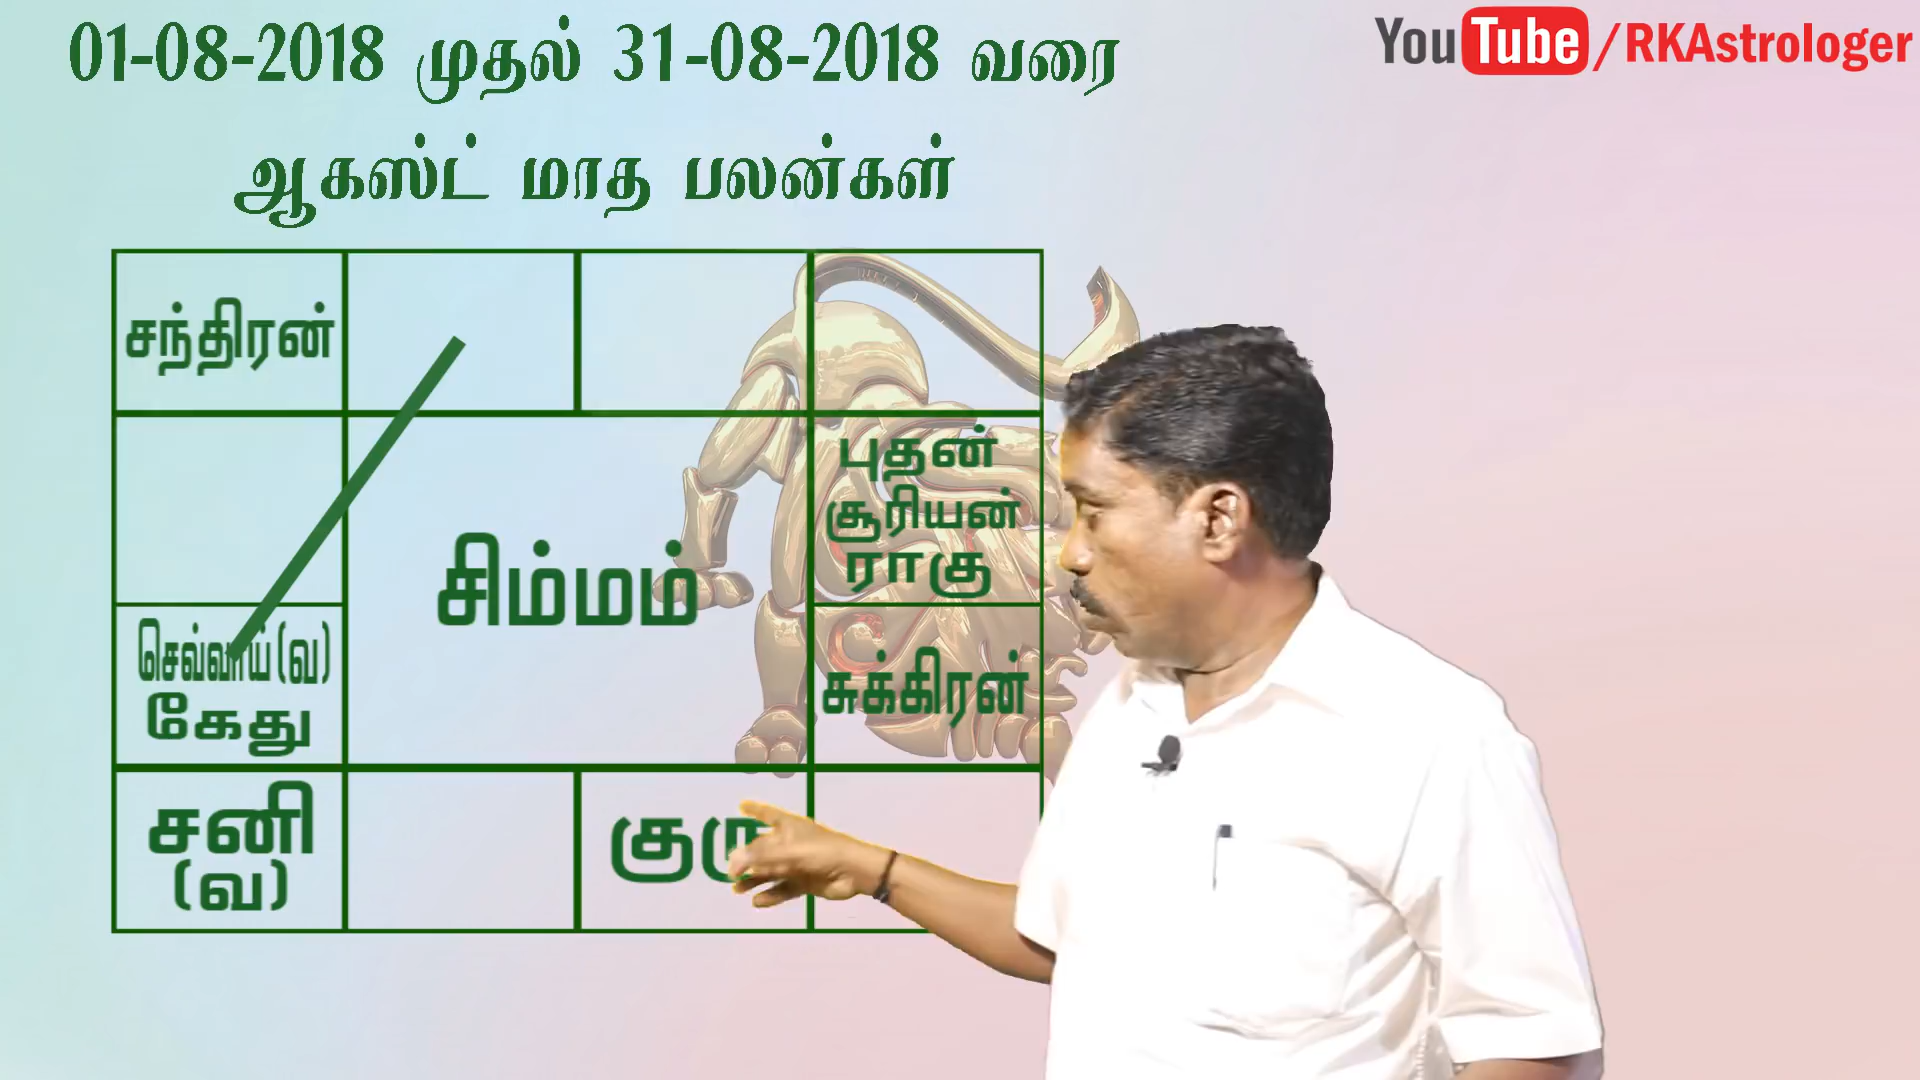 01-08-2018 முதல் 31-08-2018 வரை
YouTube/RKAstrologer
ஆகஸ்ட் மாத பலன்கள்
சந்திரன்
புதன்
சூரியன்
ராகு
சிம்மம்
செவ்வாய்(வ)
கேது
சுக்கிரன்
சனி
(வ)
குரு